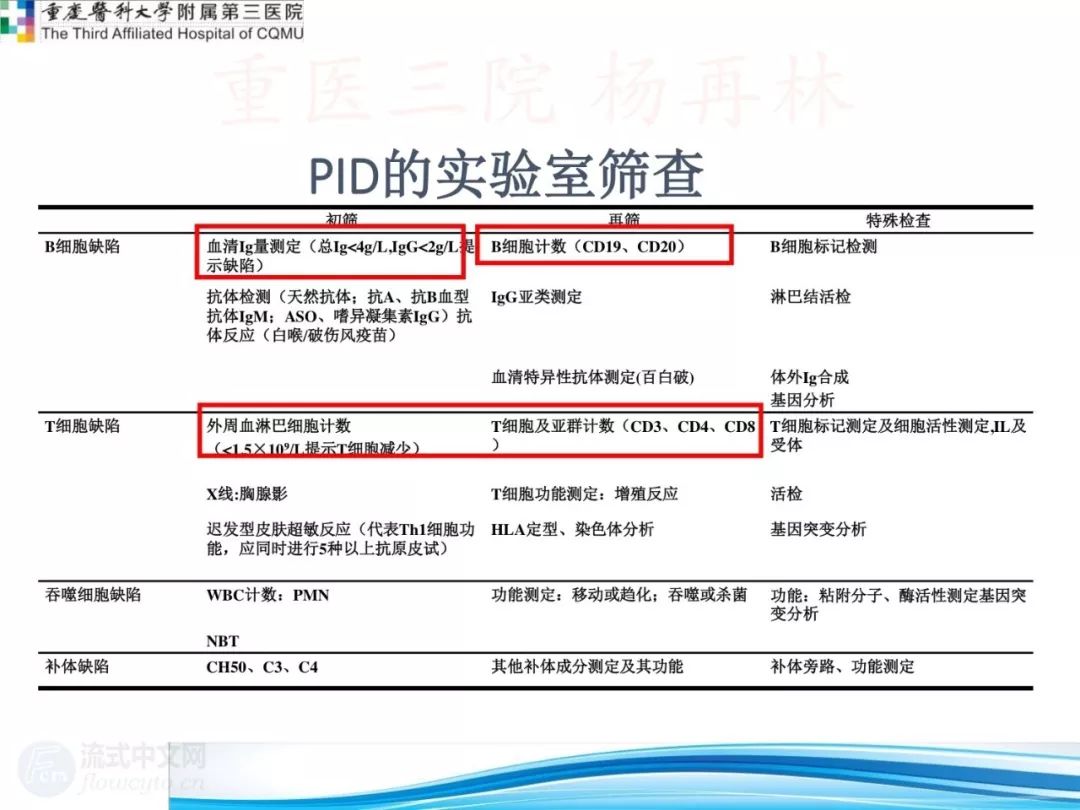 重庆医科大学附属第三医院
The Third Affiliated Hospital of CQMU
重医三院 杨再林
PID的实验室筛查
初筛 再筛 特殊检查
B细胞缺陷 血清Ig量测定（总Ig<4g/L,IgG<2g/L提 B细胞计数（CD19、CD20） B细胞标记检测
示缺陷）
抗体检测（天然抗体；抗A、抗B血型 IgG亚类测定 淋巴结活检
抗体IgM；ASO、嗜异凝集素IgG）抗
体反应（白喉/破伤风疫苗）
血清特异性抗体测定(百白破) 体外Ig合成
基因分析
T细胞缺陷 外周血淋巴细胞计数 T细胞及亚群计数（CD3、CD4、CD8 T细胞标记测定及细胞活性测定,IL及
（<1.5×10⁹/L提示T细胞减少） ） 受体
X线:胸腺影 T细胞功能测定：增殖反应 活检
迟发型皮肤超敏反应（代表Th1细胞功 HLA定型、染色体分析 基因突变分析
能，应同时进行5种以上抗原皮试）
吞噬细胞缺陷 WBC计数：PMN 功能测定：移动或趋化；吞噬或杀菌 功能：粘附分子、酶活性测定基因突
变分析
NBT
补体缺陷 CH50、C3、C4 其他补体成分测定及其功能 补体旁路、功能测定
Fcm 流式中文网
flowcyto.cn